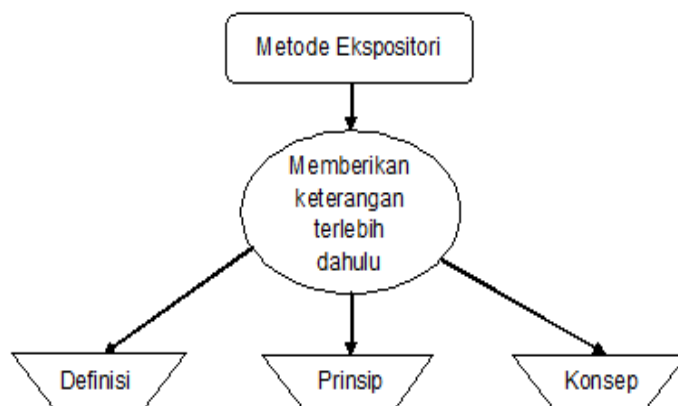 Metode Ekspositori
Memberikan
keterangan
terlebih
dahulu
Definisi
Prinsip
Konsep